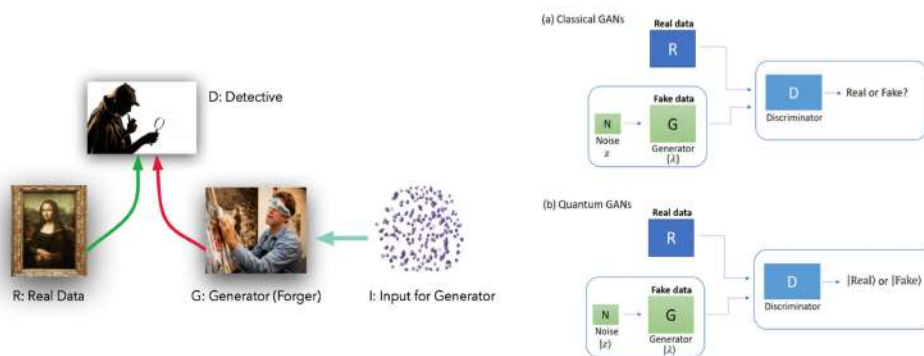 D: Detective
R: Real Data
G: Generator (Forger)
I: Input for Generator
(a) Classical GANs
Real data
R
Fake data
N
G
D
Real or Fake?
Noise
z
Generator
(λ)
Discriminator
(b) Quantum GANs
Real data
R
Fake data
N
G
D
|Real⟩ or |Fake⟩
Noise
|z⟩
Generator
|λ⟩
Discriminator